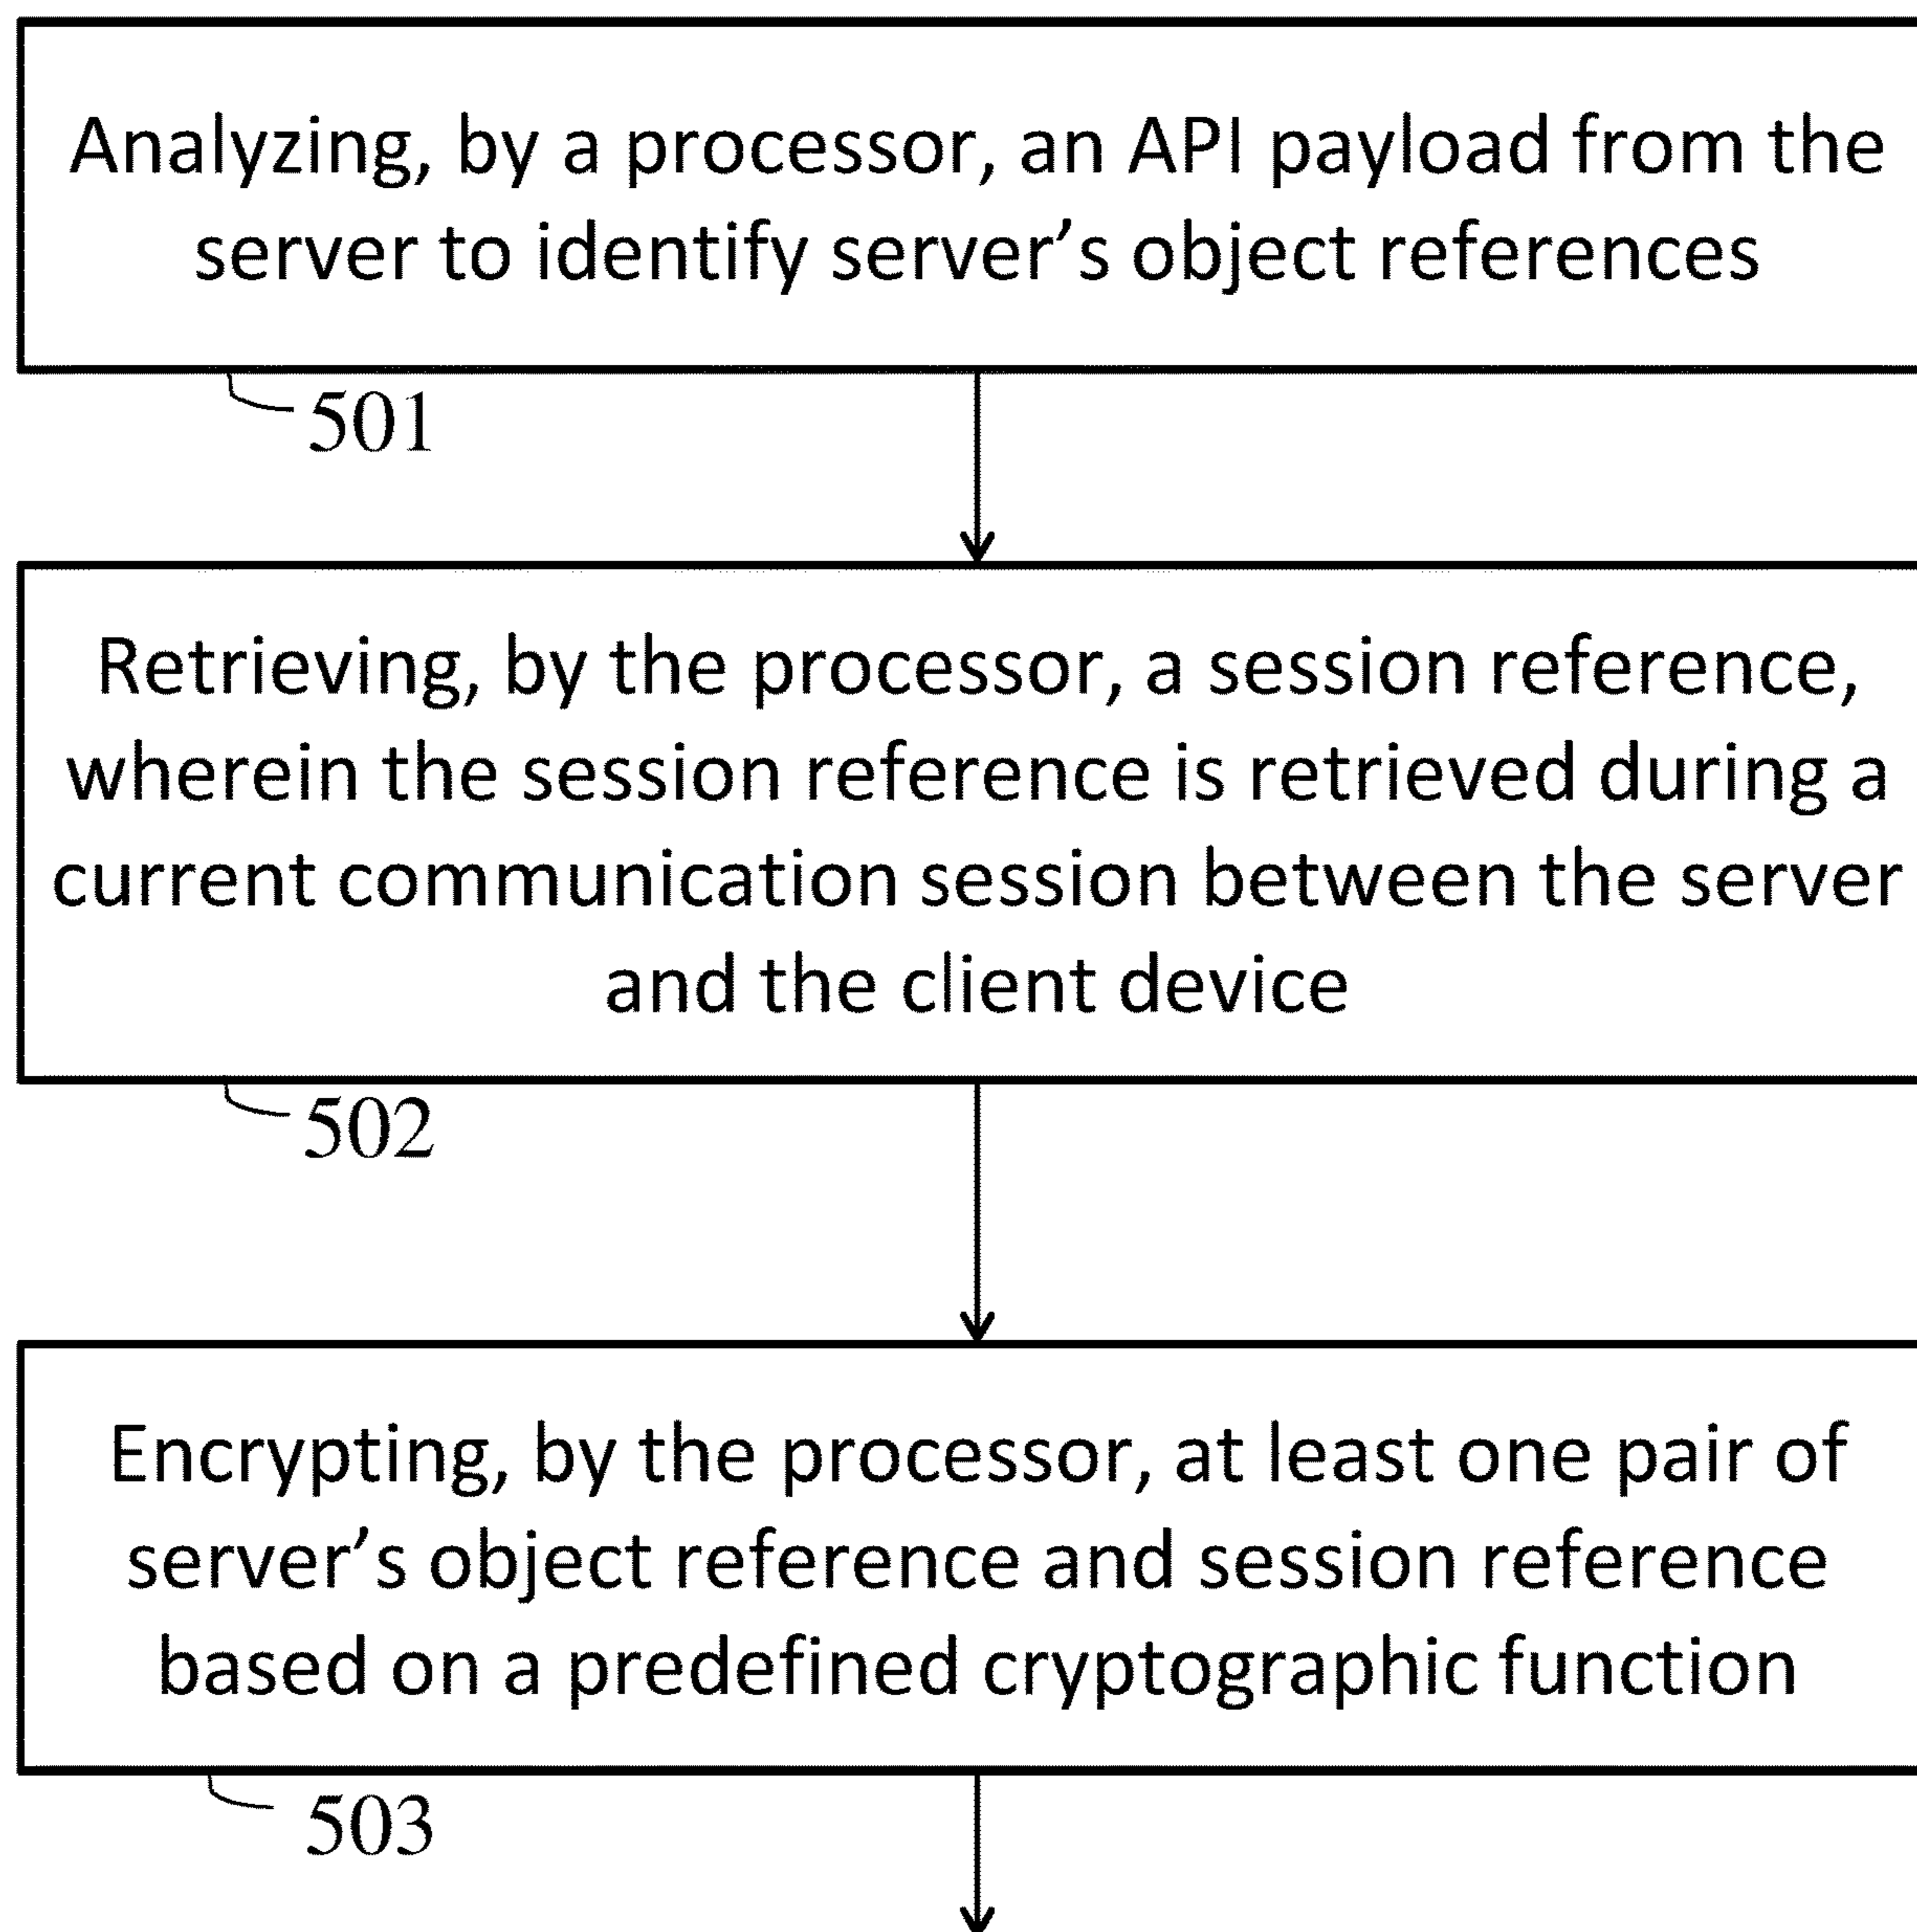 Analyzing, by a processor, an API payload from the
server to identify server’s object references
501
Retrieving, by the processor, a session reference,
wherein the session reference is retrieved during a
current communication session between the server
and the client device
502
Encrypting, by the processor, at least one pair of
server’s object reference and session reference
based on a predefined cryptographic function
503